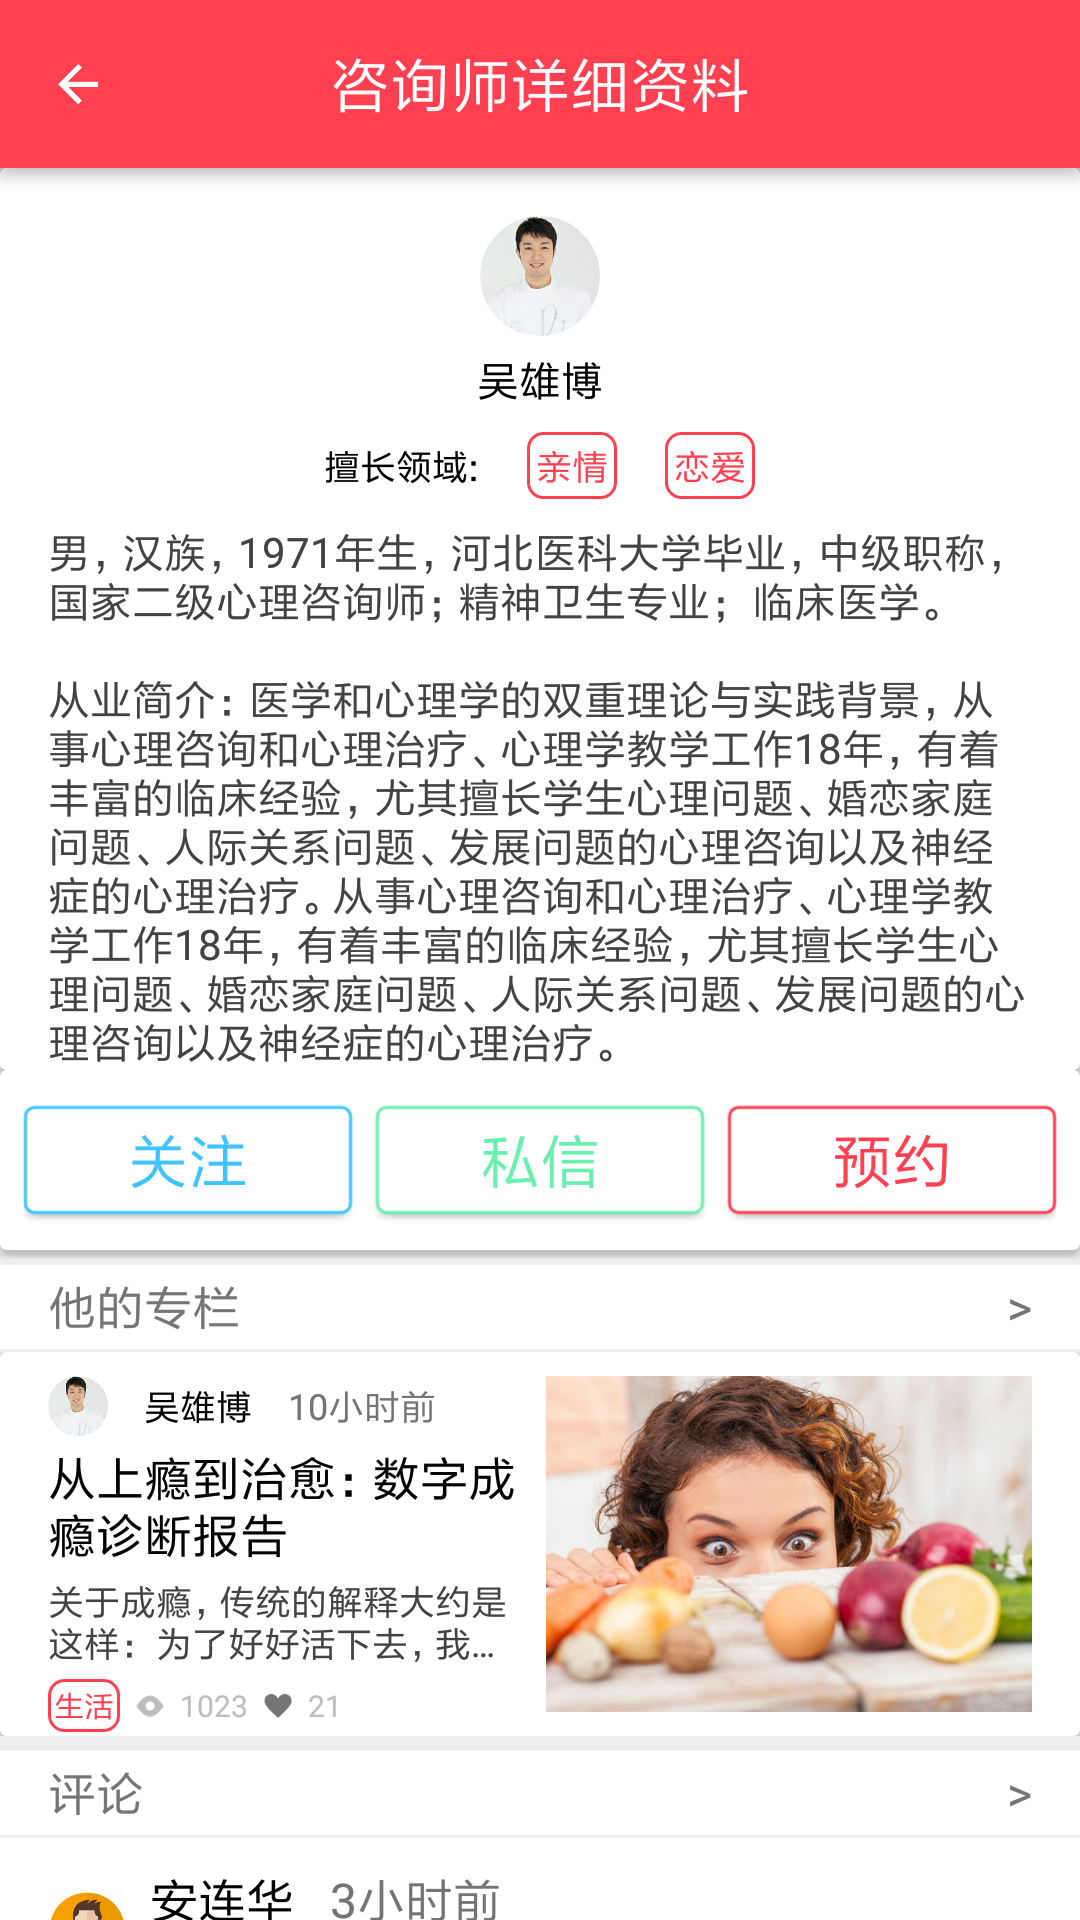 咨询师详细资料
吴雄博
擅长领域: 亲情 恋爱
男，汉族，1971年生，河北医科大学毕业，中级职称，
国家二级心理咨询师；精神卫生专业；临床医学。
从业简介：医学和心理学的双重理论与实践背景，从
事心理咨询和心理治疗、心理学教学工作18年，有着
丰富的临床经验，尤其擅长学生心理问题、婚恋家庭
问题、人际关系问题、发展问题的心理咨询以及神经
症的心理治疗。从事心理咨询和心理治疗、心理学教
学工作18年，有着丰富的临床经验，尤其擅长学生心
理问题、婚恋家庭问题、人际关系问题、发展问题的心
理咨询以及神经症的心理治疗。
关注 私信 预约
他的专栏 >
吴雄博 10小时前
从上瘾到治愈：数字成
瘾诊断报告
关于成瘾，传统的解释大约是
这样：为了好好活下去，我...
生活 1023 21
评论 >
安连华 3小时前